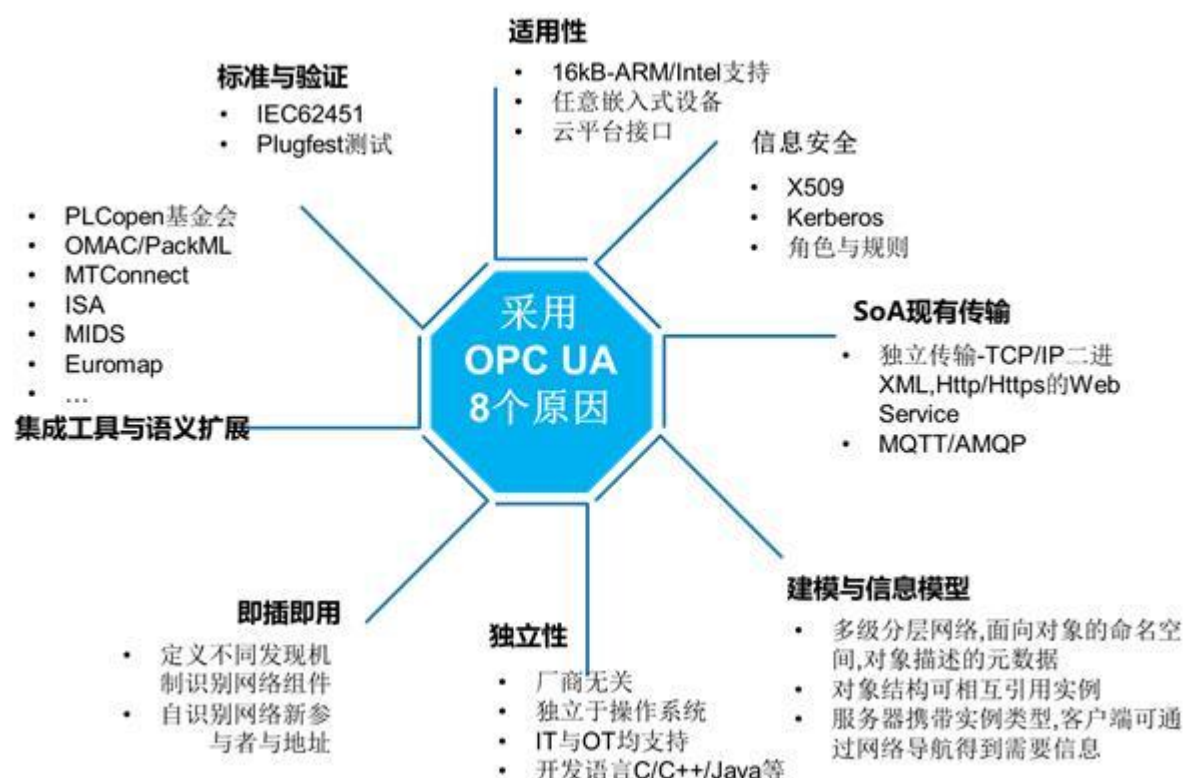 适用性
• 16kB-ARM/Intel支持
• 任意嵌入式设备
• 云平台接口
标准与验证
• IEC62451
• Plugfest测试
信息安全
• X509
• Kerberos
• 角色与规则
• PLCopen基金会
• OMAC/PackML
• MTConnect
• ISA
• MIDS
• Euromap
• …
集成工具与语义扩展
采用
OPC UA
8个原因
SoA现有传输
• 独立传输-TCP/IP二进
XML,Http/Https的Web
Service
• MQTT/AMQP
即插即用
• 定义不同发现机
制识别网络组件
• 自识别网络新参
与者与地址
独立性
• 厂商无关
• 独立于操作系统
• IT与OT均支持
• 开发语言C/C++/Java等
建模与信息模型
• 多级分层网络,面向对象的命名空
间,对象描述的元数据
• 对象结构可相互引用实例
• 服务器携带实例类型,客户端可通
过网络导航得到需要信息